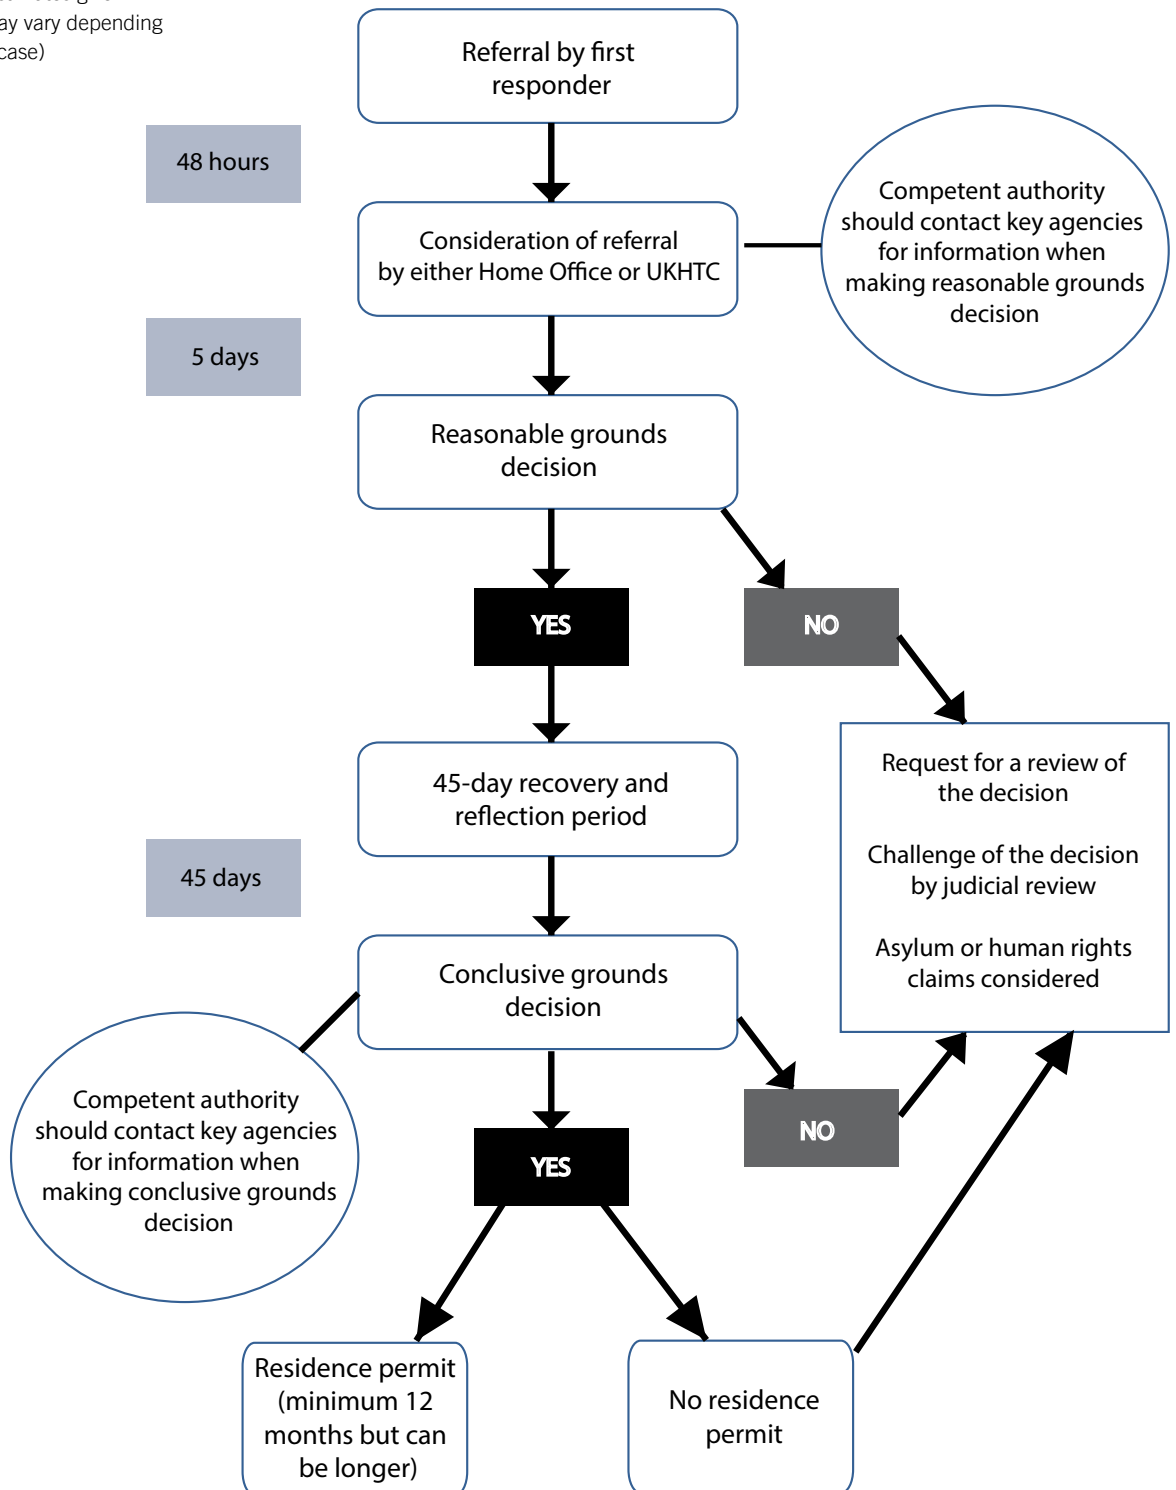 ay vary depending
case)
Referral by first
responder
48 hours
Consideration of referral
by either Home Office or UKHTC
Competent authority
should contact key agencies
for information when
making reasonable grounds
decision
5 days
Reasonable grounds
decision
YES
NO
45-day recovery and
reflection period
Request for a review of
the decision
Challenge of the decision
by judicial review
Asylum or human rights
claims considered
45 days
Conclusive grounds
decision
Competent authority
should contact key agencies
for information when
making conclusive grounds
decision
NO
YES
Residence permit
(minimum 12
months but can
be longer)
No residence
permit